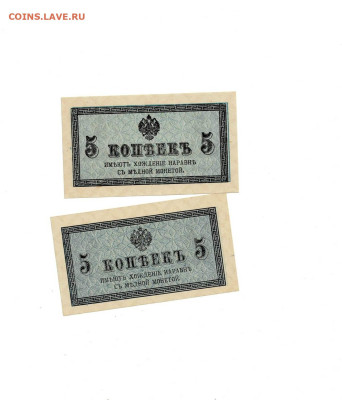 COINS.LAVE.RU
5 КОПѢЕКЪ 5
ИМѢЮТЪ ХОЖДЕНІЕ НАРАВНѢ
СЪ МѢДНОЙ МОНЕТОЙ.
5 КОПѢЕКЪ 5
ИМѢЮТЪ ХОЖДЕНІЕ НАРАВНѢ
СЪ МѢДНОЙ МОНЕТОЙ.